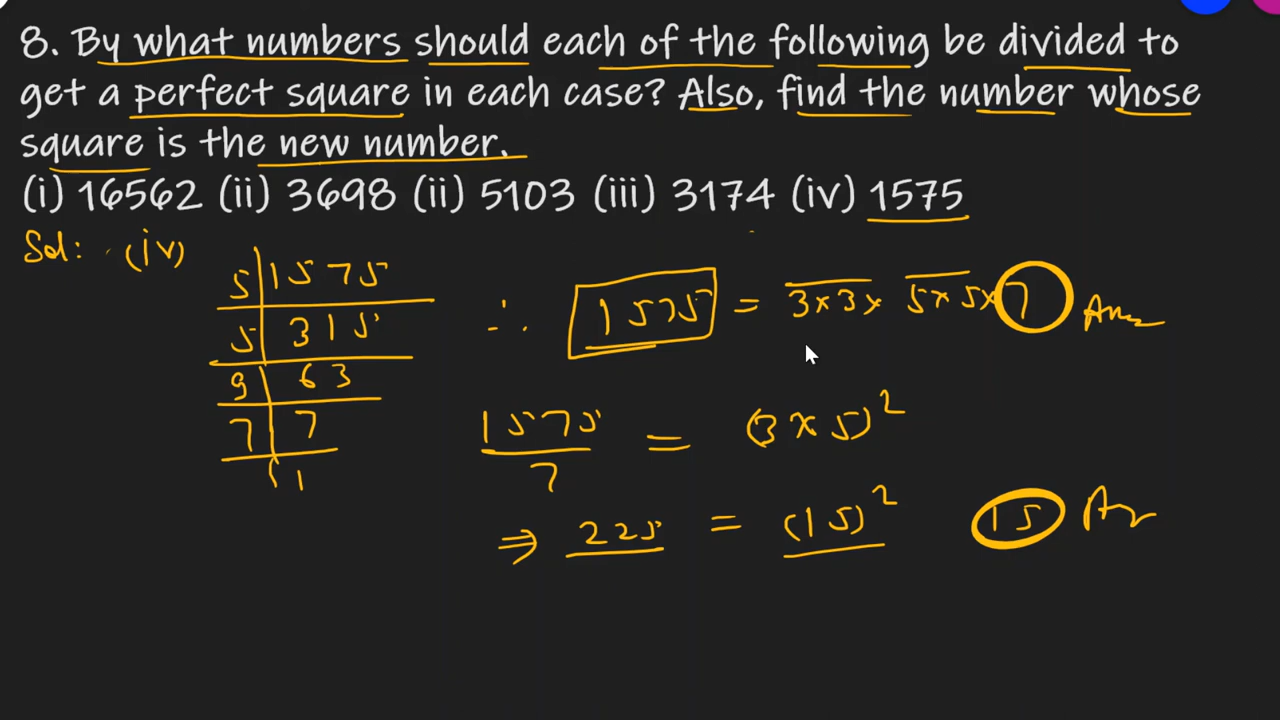 8. By what numbers should each of the following be divided to
get a perfect square in each case? Also, find the number whose
square is the new number.
(i) 16562 (ii) 3698 (ii) 5103 (iii) 3174 (iv) 1575
Sol: (iv)
5 | 1575
5 | 315
9 | 63
7 | 7
| 1
∴ 1575 = 3×3× 5×5×7 Ans
1575/7 = (3×5)²
⇒ 225 = (15)² 15 Ans